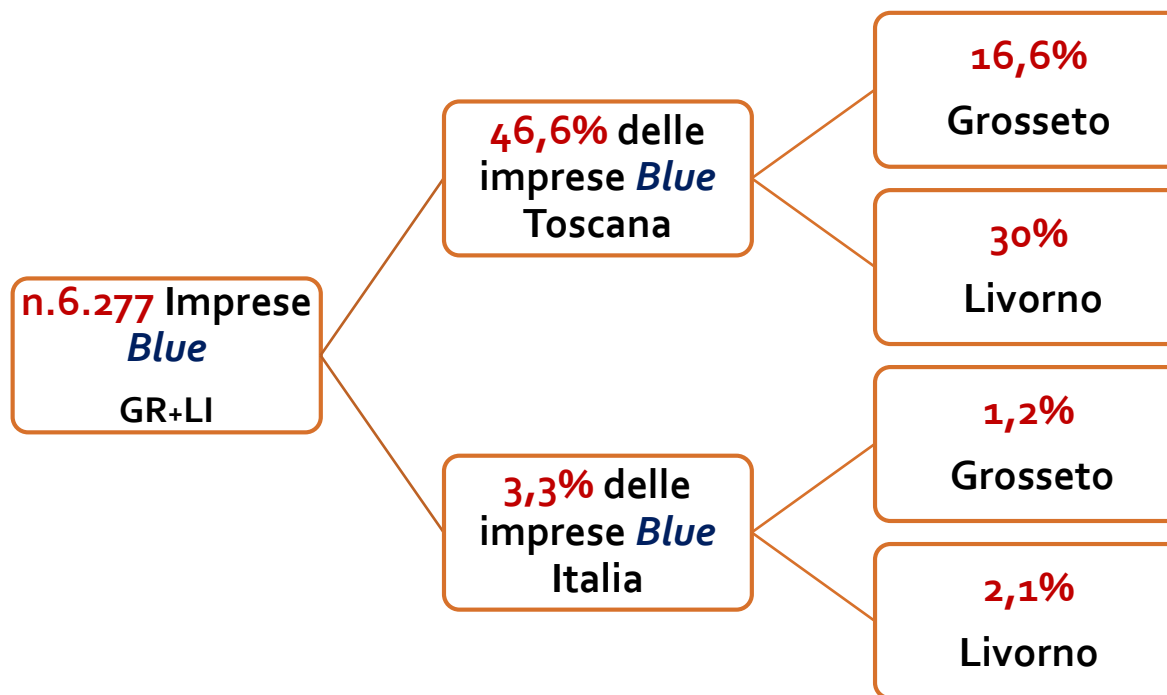 n.6.277 Imprese
Blue
GR+LI
46,6% delle
imprese Blue
Toscana
16,6%
Grosseto
30%
Livorno
3,3% delle
imprese Blue
Italia
1,2%
Grosseto
2,1%
Livorno